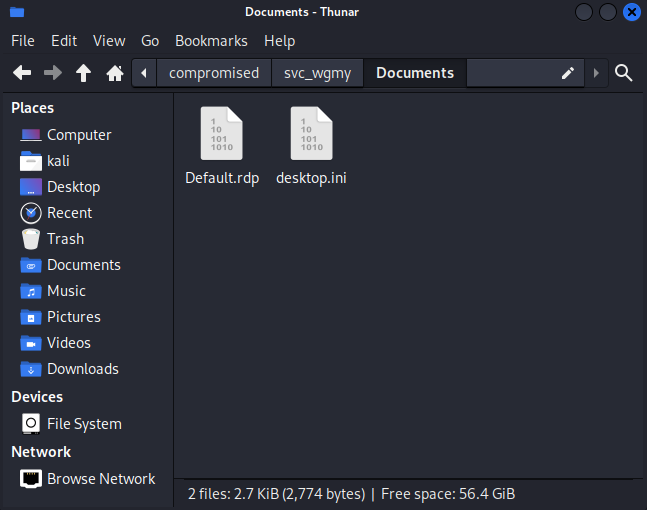 Documents - Thunar
File Edit View Go Bookmarks Help
compromised svc_wgmy Documents
Places
Computer
kali
Desktop
Recent
Trash
Documents
Music
Pictures
Videos
Downloads
Devices
File System
Network
Browse Network
1
10
101
1010
Default.rdp
1
10
101
1010
desktop.ini
2 files: 2.7 KiB (2,774 bytes) | Free space: 56.4 GiB